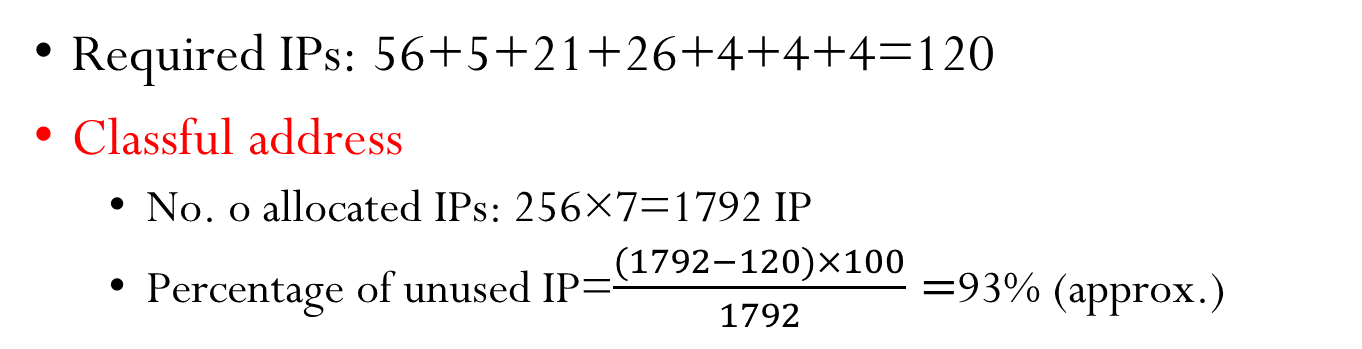 • Required IPs: 56+5+21+26+4+4+4=120
• Classful address
• No. o allocated IPs: 256×7=1792 IP
• Percentage of unused IP=(1792−120)×100/1792 =93% (approx.)